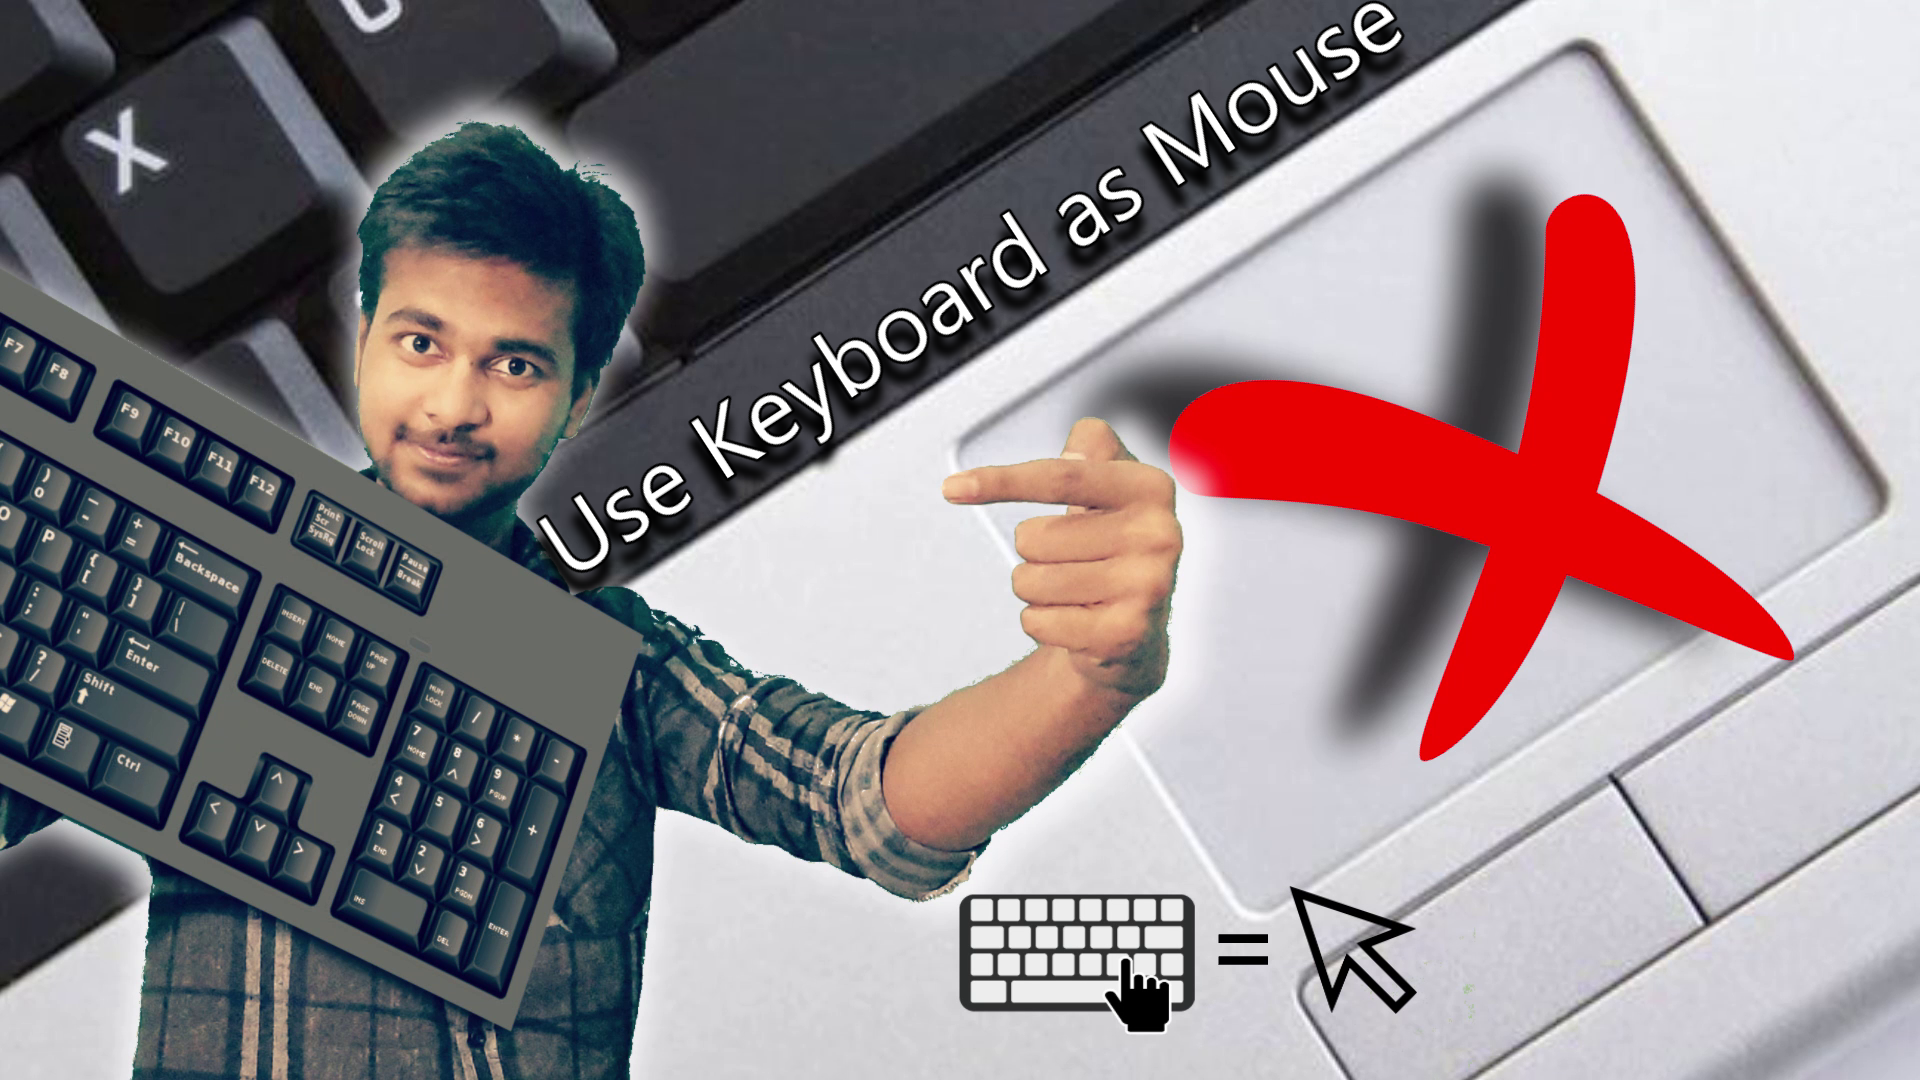 X
Use Keyboard as Mouse
F7 F8 F9 F10 F11 F12
Print Scr SysRq
Scroll Lock
Pause Break
) 0
_ -
+ =
Backspace
O P { [ } ] | \
: ; " '
Enter
? /
Shift
Ctrl
INSERT HOME PAGE UP
DELETE END PAGE DOWN
NUM LOCK / * -
7 HOME 8 9 PGUP +
4 5 6
1 END 2 3 PGDN ENTER
INS DEL
=